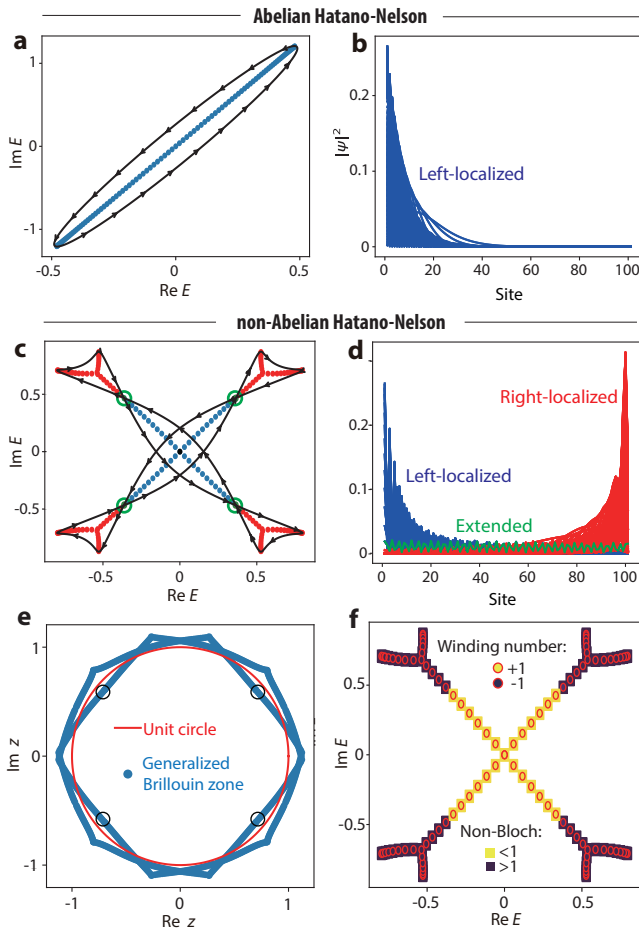 Abelian Hatano-Nelson
a
1
0
-1
Im E
-0.5
0
0.5
Re E
b
0.2
0.1
0
|ψ|²
Left-localized
0
20
40
60
80
100
Site
non-Abelian Hatano-Nelson
c
0.5
0
-0.5
Im E
-0.5
0
0.5
Re E
d
Right-localized
0.2
Left-localized
0.1
Extended
0
0
20
40
60
80
100
Site
e
1
0
-1
Im z
Unit circle
Generalized
Brillouin zone
-1
0
1
Re z
f
Winding number:
+1
-1
0.5
0
-0.5
Im E
Non-Bloch:
<1
>1
-0.5
0
0.5
Re E